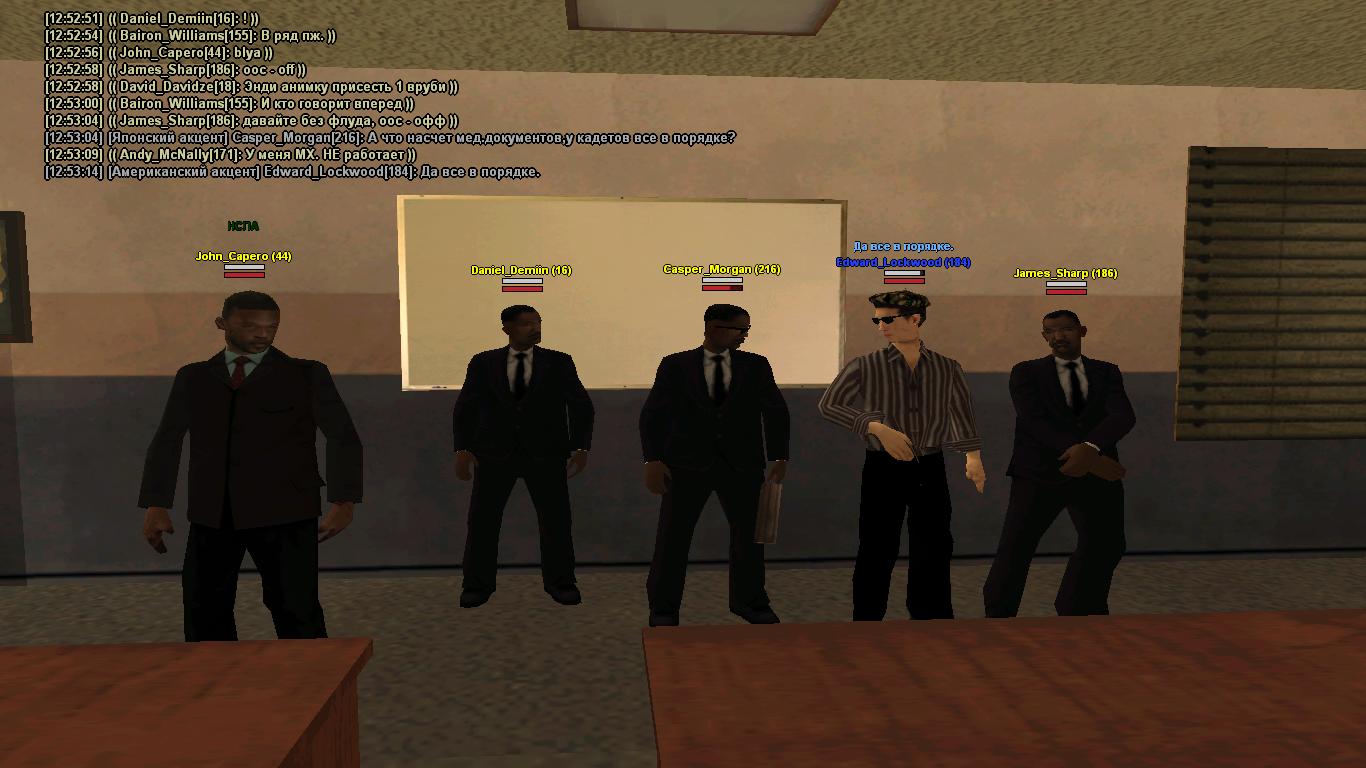 [12:52:51] (( Daniel_Demiin[16]: ! ))
[12:52:54] (( Bairon_Williams[155]: В ряд пж. ))
[12:52:56] (( John_Capero[44]: blya ))
[12:52:58] (( James_Sharp[186]: оос - off ))
[12:52:58] (( David_Davidze[18]: Энди анимку присесть 1 вруби ))
[12:53:00] (( Bairon_Williams[155]: И кто говорит вперед ))
[12:53:04] (( James_Sharp[186]: давайте без флуда, оос - офф ))
[12:53:04] [Японский акцент] Casper_Morgan[216]: А что насчет мед.документов,у кадетов все в порядке?
[12:53:09] (( Andy_McNally[171]: У меня МХ. НЕ работает ))
[12:53:14] [Американский акцент] Edward_Lockwood[184]: Да все в порядке.
НСПА
John_Capero (44)
Daniel_Demiin (16)
Casper_Morgan (216)
Да все в порядке.
Edward_Lockwood (184)
James_Sharp (186)